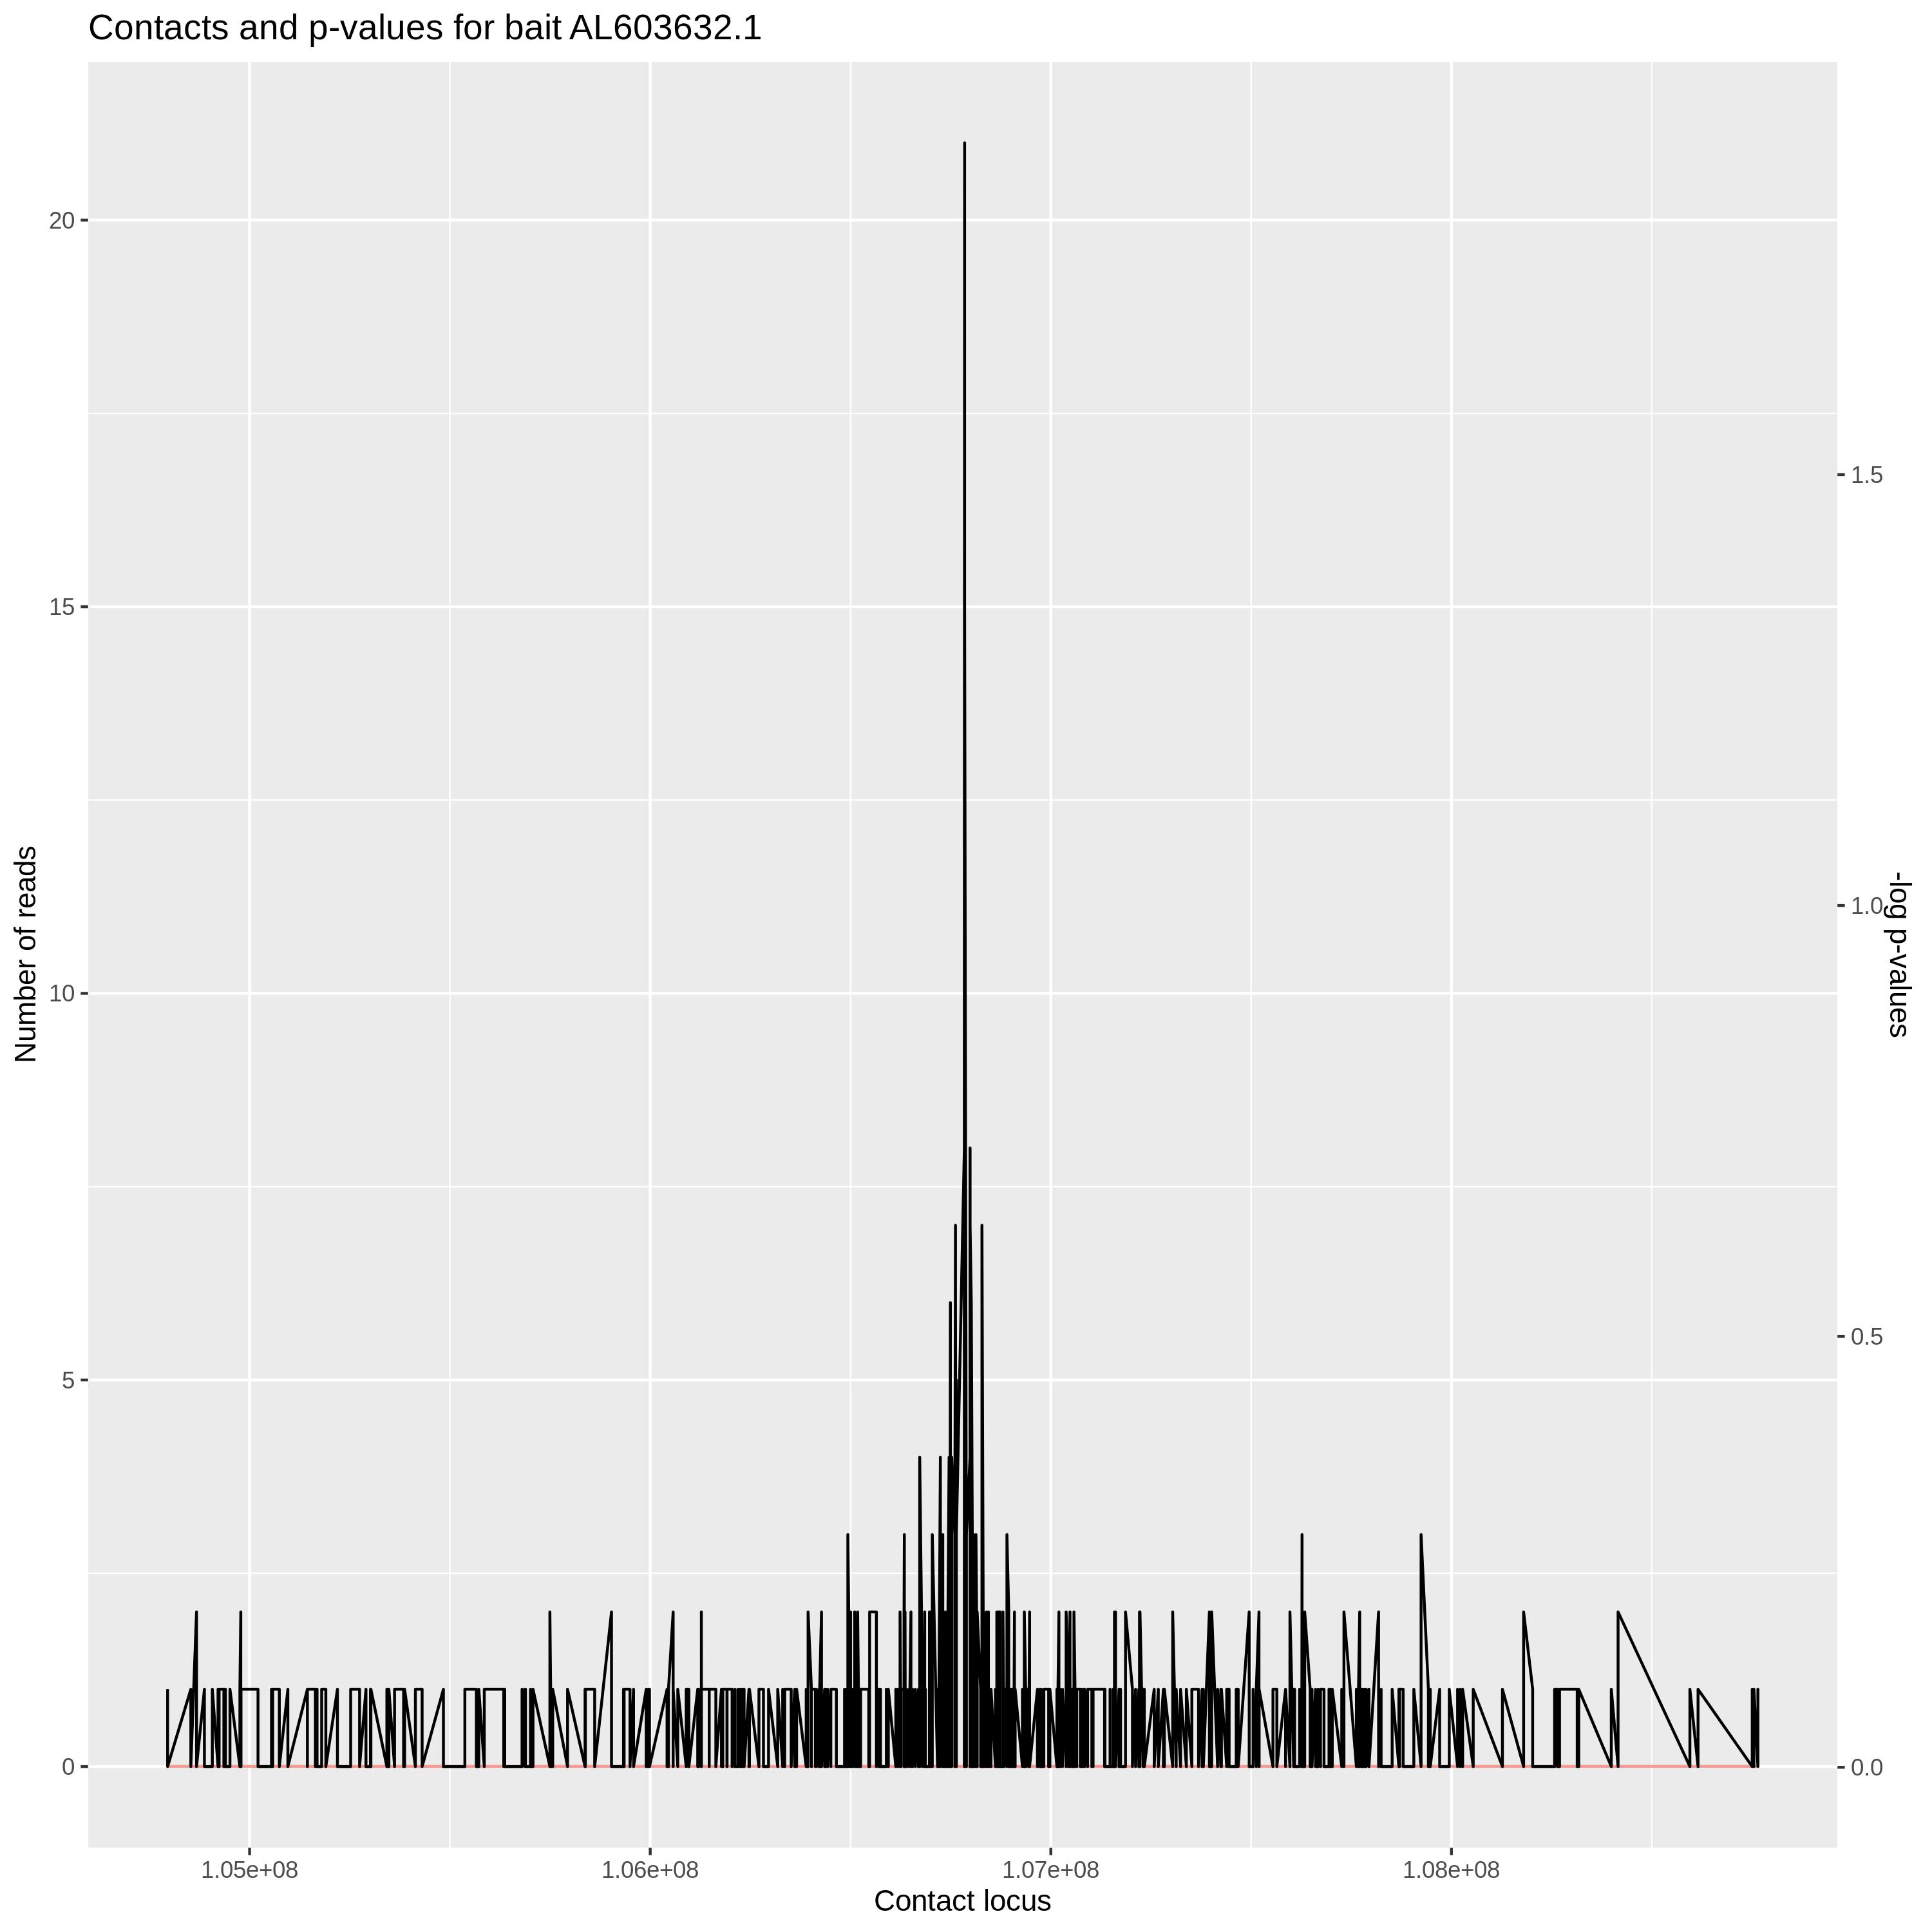 Contacts and p-values for bait AL603632.1
20
15
10
5
0
Number of reads
1.5
1.0
0.5
0.0
-log p-values
1.05e+08
1.06e+08
1.07e+08
1.08e+08
Contact locus